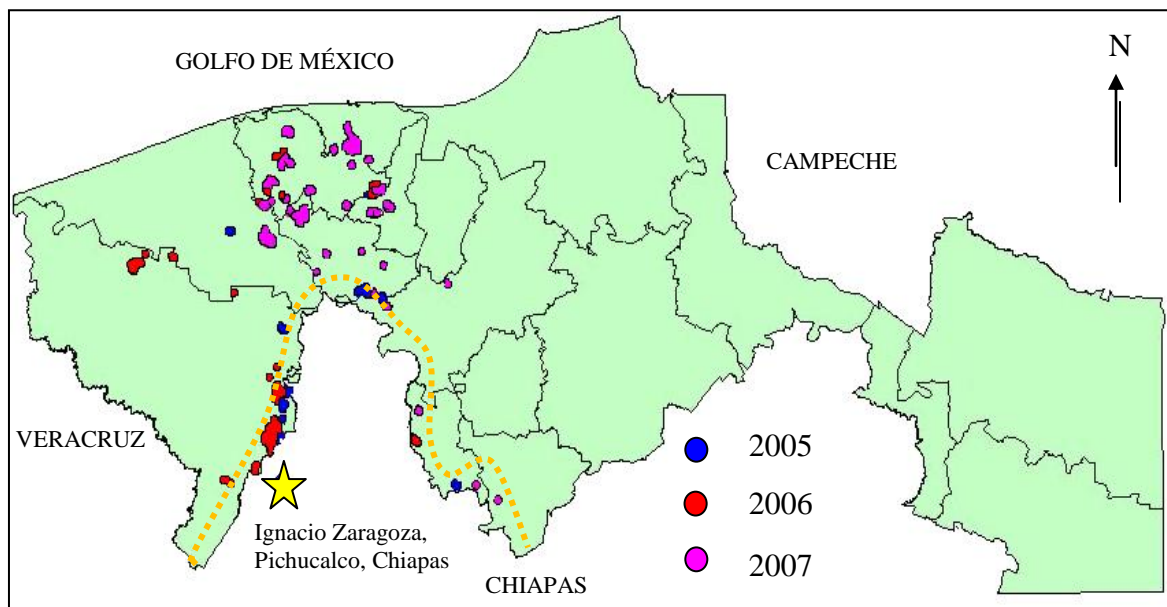 GOLFO DE MÉXICO
N
CAMPECHE
VERACRUZ
2005
2006
Ignacio Zaragoza,
Pichucalco, Chiapas
2007
CHIAPAS